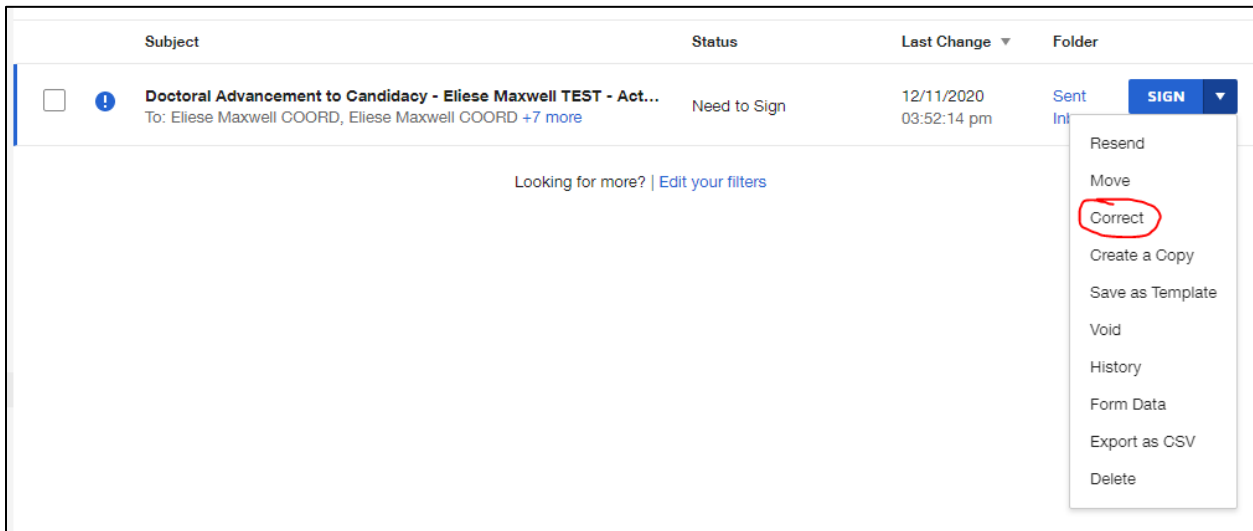 Subject Status Last Change ▼ Folder
Doctoral Advancement to Candidacy - Eliese Maxwell TEST - Act... Need to Sign 12/11/2020 Sent SIGN ▼
To: Eliese Maxwell COORD, Eliese Maxwell COORD +7 more 03:52:14 pm
Looking for more? | Edit your filters
Resend
Move
Correct
Create a Copy
Save as Template
Void
History
Form Data
Export as CSV
Delete